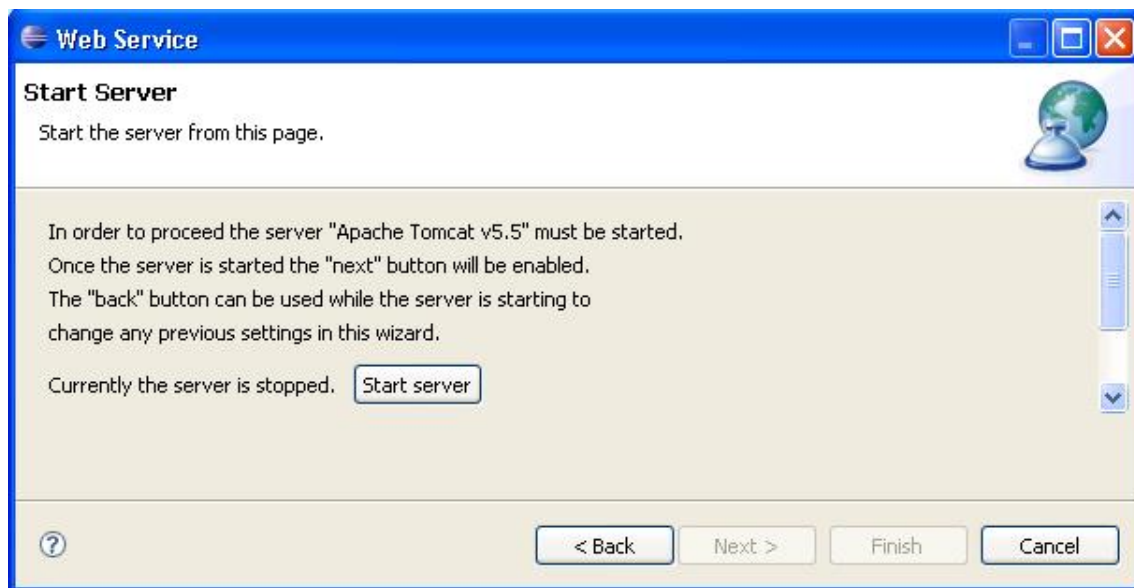 Web Service
Start Server
Start the server from this page.
In order to proceed the server "Apache Tomcat v5.5" must be started.
Once the server is started the "next" button will be enabled.
The "back" button can be used while the server is starting to
change any previous settings in this wizard.
Currently the server is stopped. Start server
? < Back Next > Finish Cancel